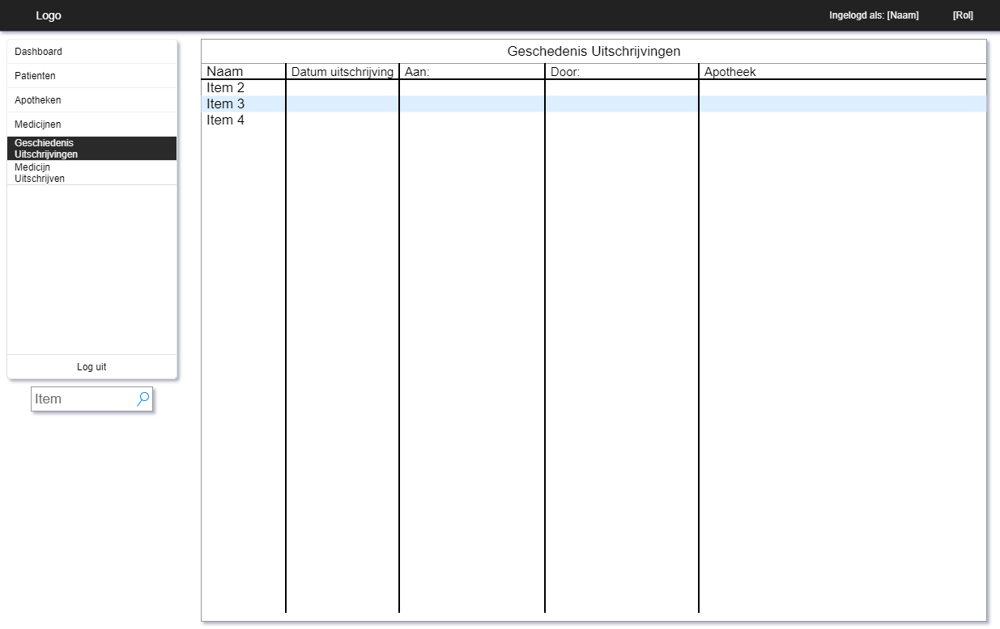 Logo
Ingelogd als: [Naam]
[Rol]
Dashboard
Patienten
Apotheken
Medicijnen
Geschiedenis
Uitschrijvingen
Medicijn
Uitschrijven
Log uit
Item
Geschedenis Uitschrijvingen
Naam
Datum uitschrijving
Aan:
Door:
Apotheek
Item 2
Item 3
Item 4